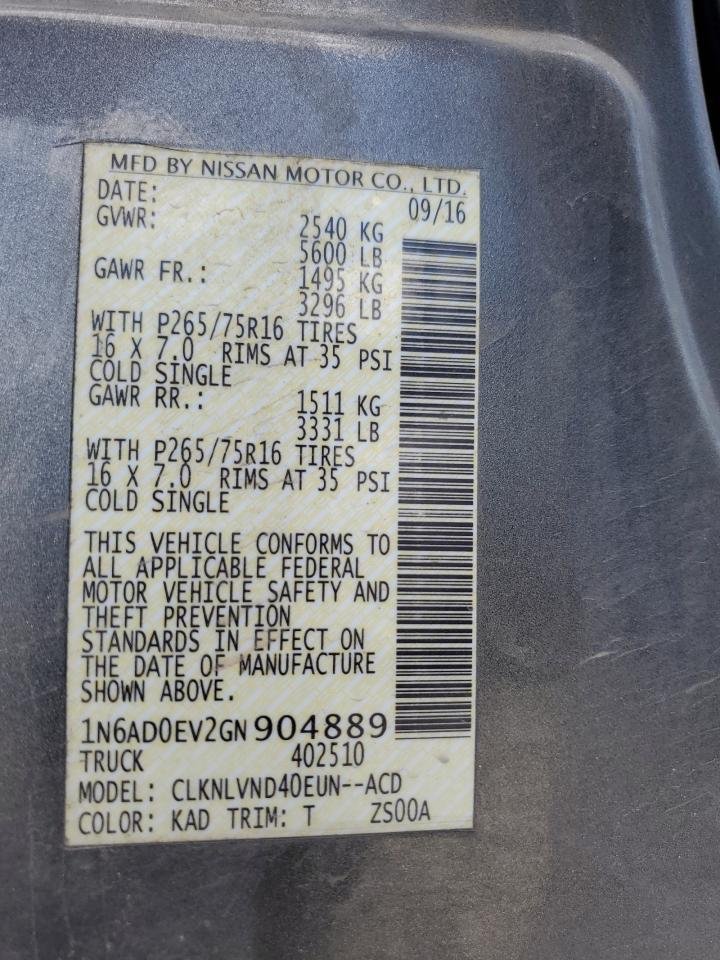 MFD BY NISSAN MOTOR CO., LTD.
DATE: 09/16
GVWR: 2540 KG
5600 LB
GAWR FR.: 1495 KG
3296 LB
WITH P265/75R16 TIRES
16 X 7.0 RIMS AT 35 PSI
COLD SINGLE
GAWR RR.: 1511 KG
3331 LB
WITH P265/75R16 TIRES
16 X 7.0 RIMS AT 35 PSI
COLD SINGLE
THIS VEHICLE CONFORMS TO
ALL APPLICABLE FEDERAL
MOTOR VEHICLE SAFETY AND
THEFT PREVENTION
STANDARDS IN EFFECT ON
THE DATE OF MANUFACTURE
SHOWN ABOVE.
1N6AD0EV2GN904889
TRUCK 402510
MODEL: CLKNLVND40EUN--ACD
COLOR: KAD TRIM: T ZS00A